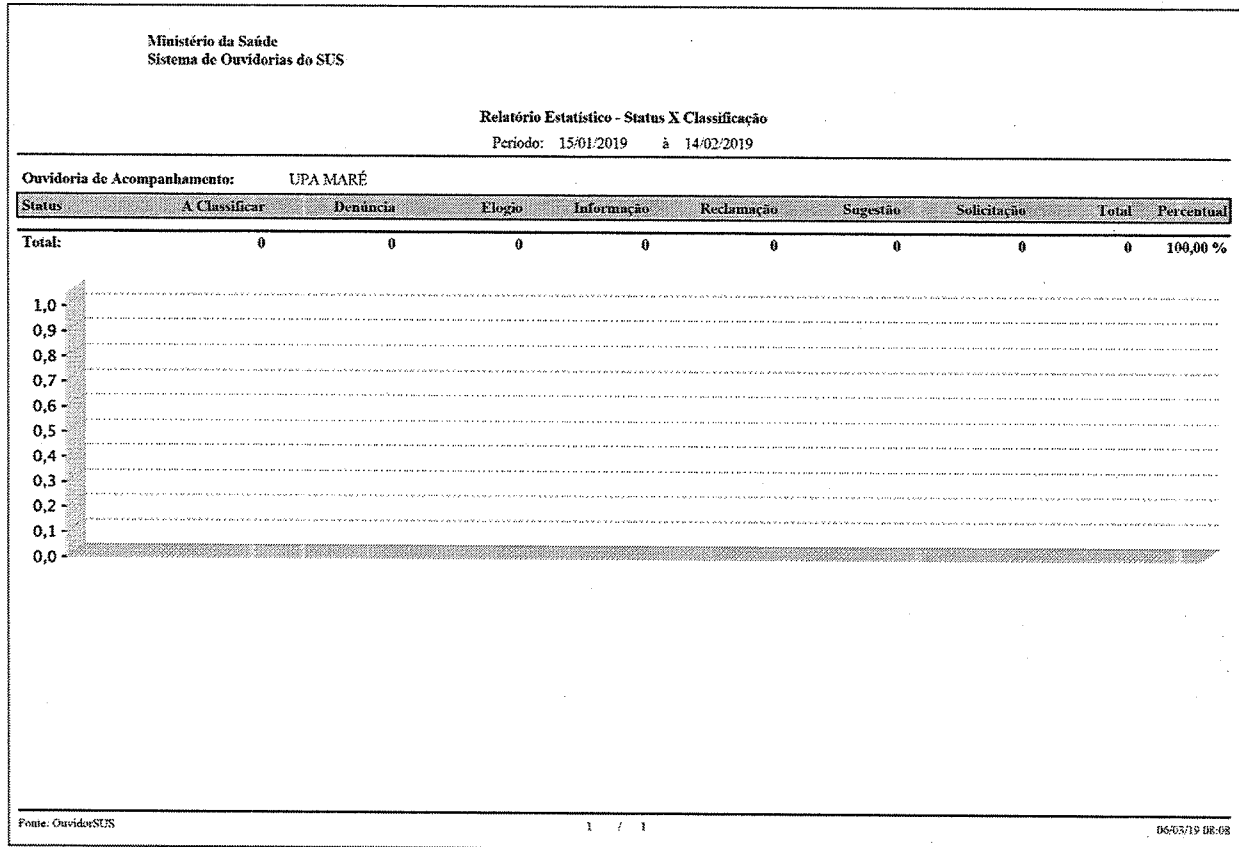 Ministério da Saúde
Sistema de Ouvidorias do SUS
Relatório Estatístico - Status X Classificação
Período: 15/01/2019 à 14/02/2019
Ouvidoria de Acompanhamento: UPA MARÉ
Status A Classificar Denúncia Elogio Informação Reclamação Sugestão Solicitação Total Percentual
Total: 0 0 0 0 0 0 0 0 100,00 %
1,0
0,9
0,8
0,7
0,6
0,5
0,4
0,3
0,2
0,1
0,0
Fonte: OuvidorSUS 1 / 1 06/03/19 08:08